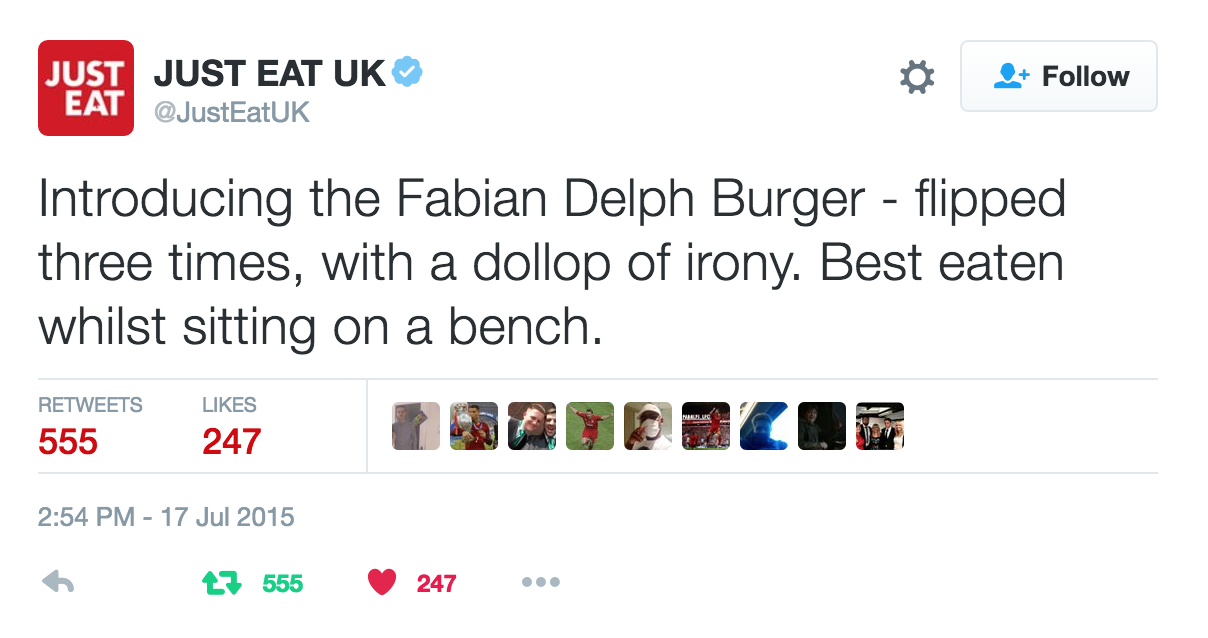 JUST
EAT
JUST EAT UK
@JustEatUK
Follow
Introducing the Fabian Delph Burger - flipped
three times, with a dollop of irony. Best eaten
whilst sitting on a bench.
RETWEETS LIKES
555 247
2:54 PM - 17 Jul 2015
555 247